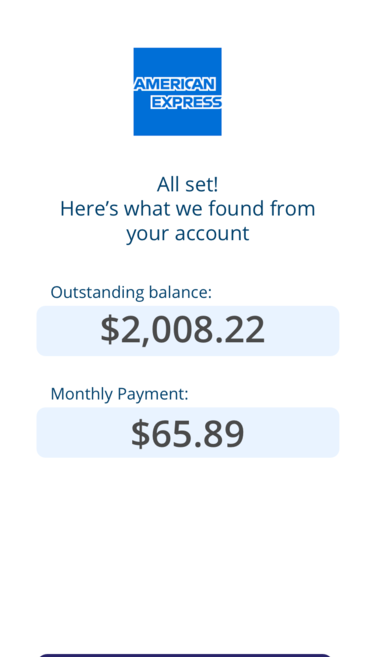 AMERICAN
EXPRESS
All set!
Here’s what we found from
your account
Outstanding balance:
$2,008.22
Monthly Payment:
$65.89